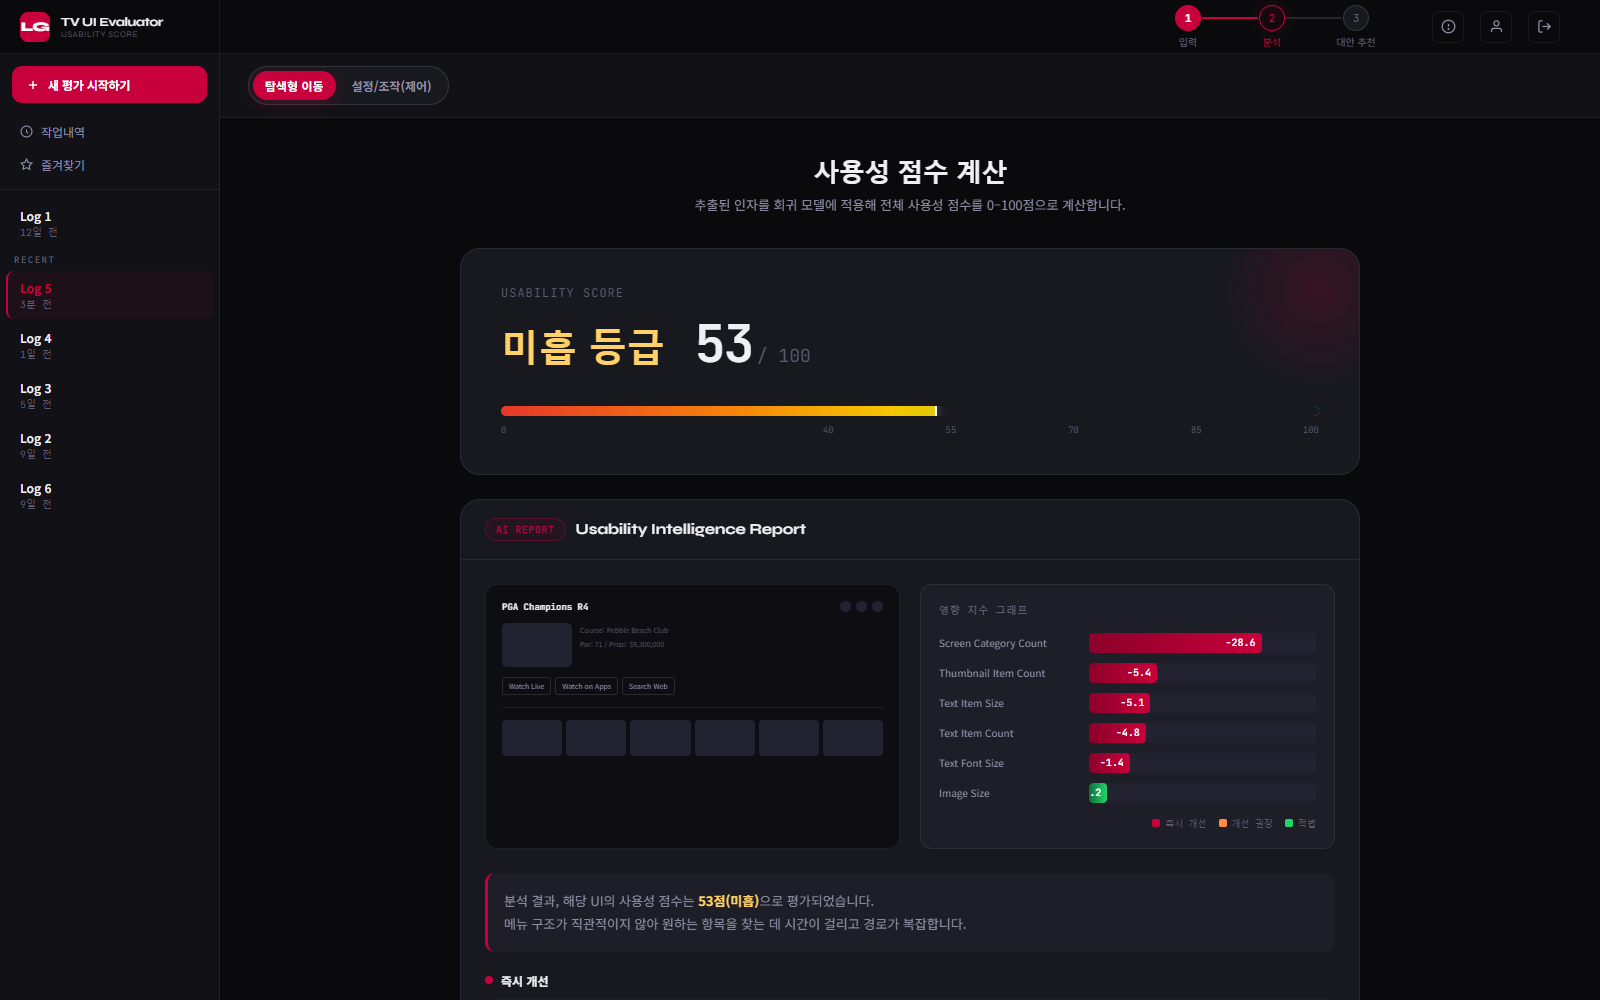 LG
TV UI Evaluator
USABILITY SCORE
1
2
3
입력
분석
대안 추천
+ 새 평가 시작하기
작업내역
즐겨찾기
Log 1
12일 전
RECENT
Log 5
3분 전
Log 4
1일 전
Log 3
5일 전
Log 2
9일 전
Log 6
9일 전
탐색형 이동
설정/조작(제어)
사용성 점수 계산
추출된 인자를 회귀 모델에 적용해 전체 사용성 점수를 0–100점으로 계산합니다.
USABILITY SCORE
미흡 등급 53 / 100
0 40 55 70 85 100
AI REPORT
Usability Intelligence Report
PGA Champions R4
Course: Pebble Beach Club
Par: 71 / Prize: $9,300,000
Watch Live
Watch on Apps
Search Web
영향 지수 그래프
Screen Category Count -28.6
Thumbnail Item Count -5.4
Text Item Size -5.1
Text Item Count -4.8
Text Font Size -1.4
Image Size .2
즉시 개선
개선 권장
적법
분석 결과, 해당 UI의 사용성 점수는 53점(미흡)으로 평가되었습니다.
메뉴 구조가 직관적이지 않아 원하는 항목을 찾는 데 시간이 걸리고 경로가 복잡합니다.
즉시 개선